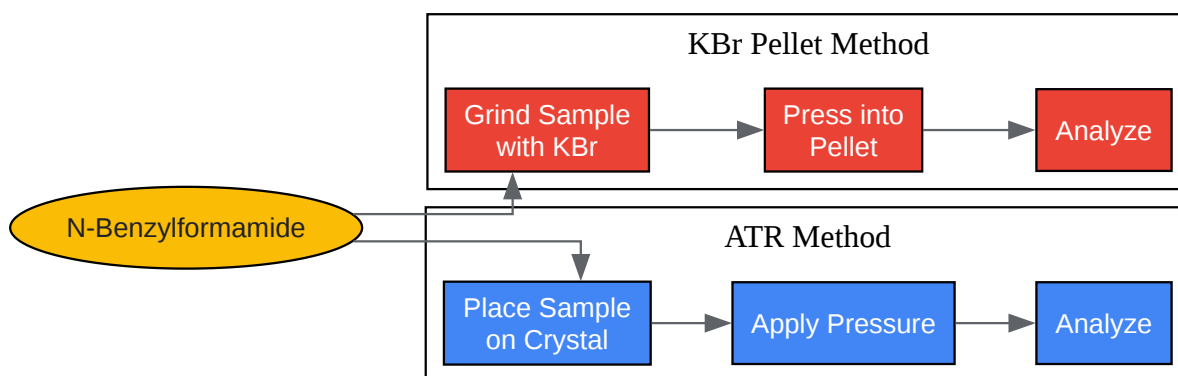 KBr Pellet Method
Grind Sample
with KBr
Press into
Pellet
Analyze
N-Benzylformamide
ATR Method
Place Sample
on Crystal
Apply Pressure
Analyze